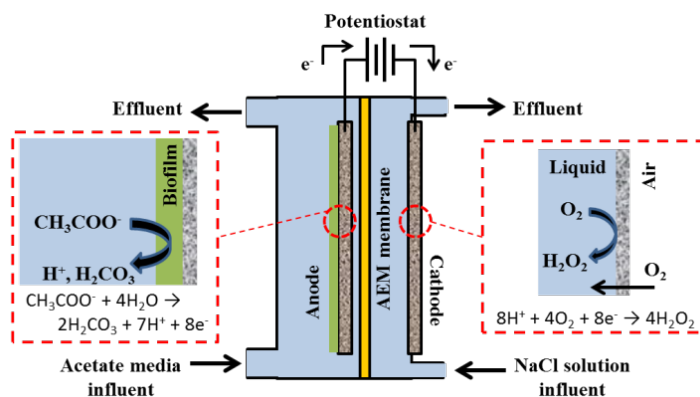 Potentiostat
e⁻
e⁻
Effluent
Effluent
Biofilm
CH₃COO⁻
H⁺, H₂CO₃
CH₃COO⁻ + 4H₂O →
2H₂CO₃ + 7H⁺ + 8e⁻
Anode
AEM membrane
Cathode
Liquid
Air
O₂
H₂O₂
O₂
8H⁺ + 4O₂ + 8e⁻ → 4H₂O₂
Acetate media
influent
NaCl solution
influent